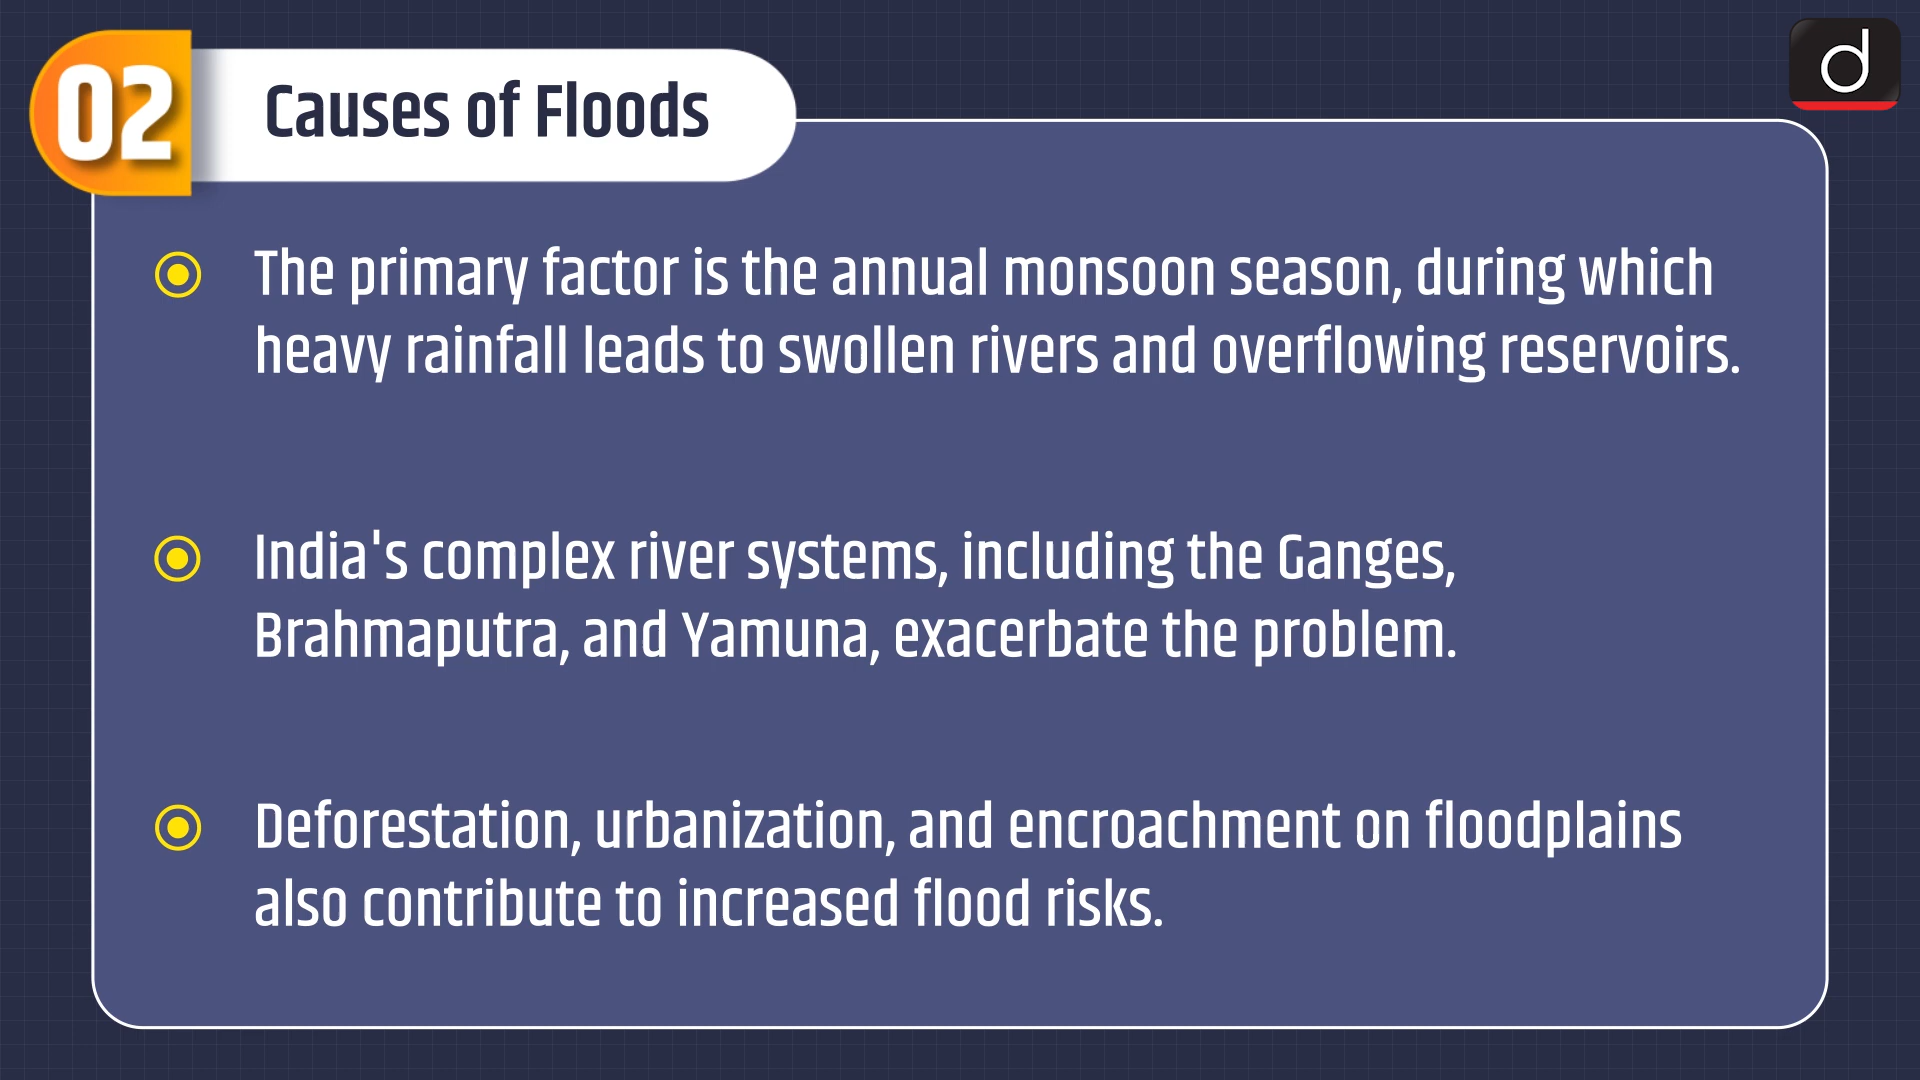 02
Causes of Floods
d
The primary factor is the annual monsoon season, during which
heavy rainfall leads to swollen rivers and overflowing reservoirs.
India's complex river systems, including the Ganges,
Brahmaputra, and Yamuna, exacerbate the problem.
Deforestation, urbanization, and encroachment on floodplains
also contribute to increased flood risks.